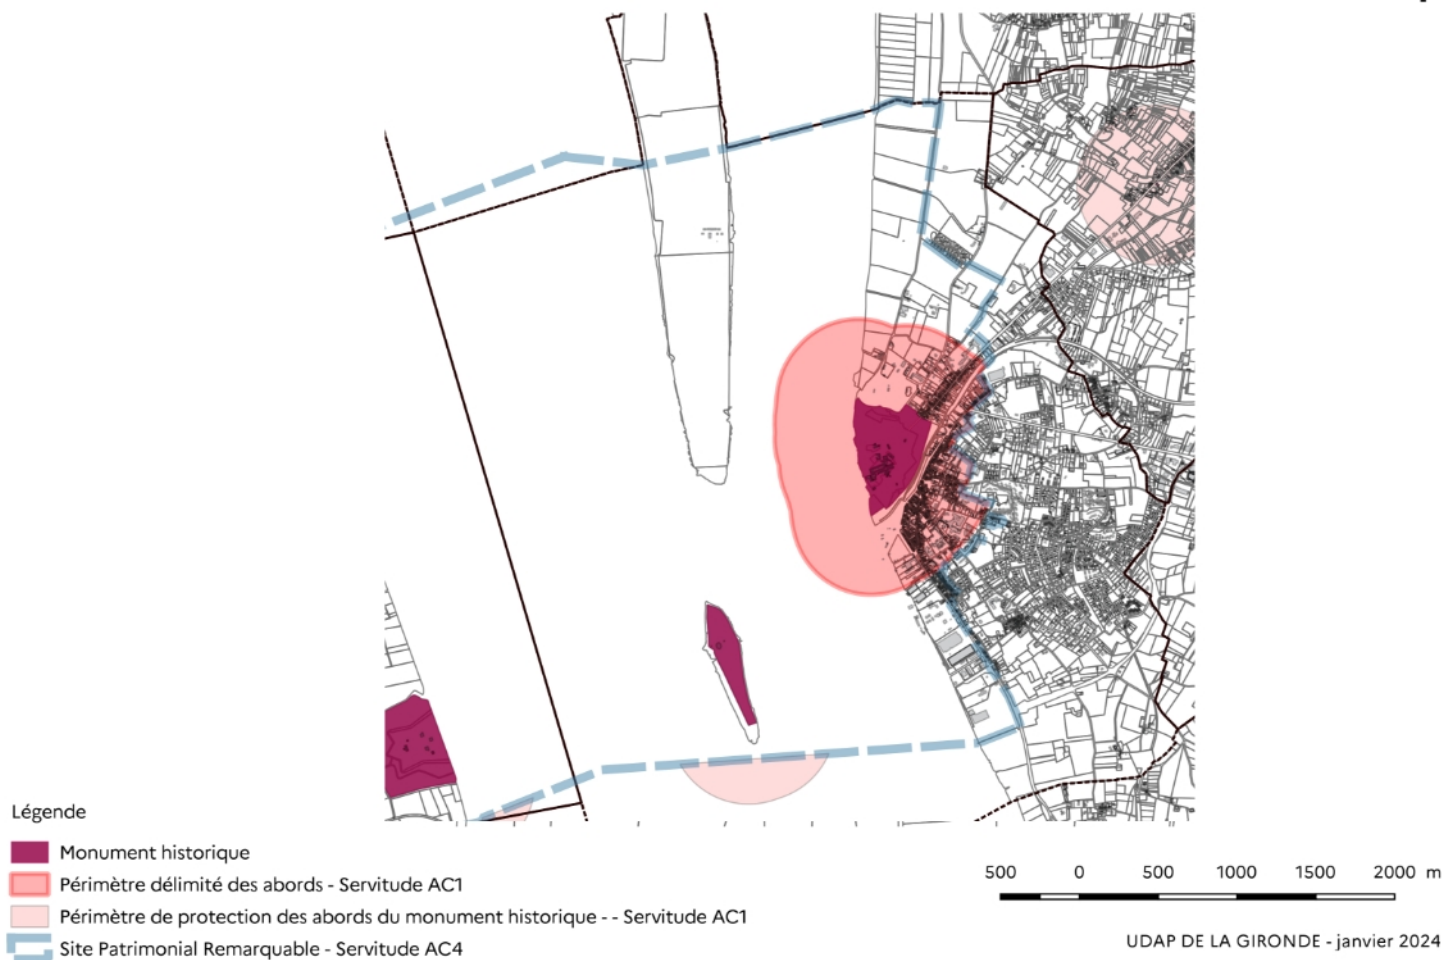 Légende
Monument historique
Périmètre délimité des abords - Servitude AC1
Périmètre de protection des abords du monument historique - - Servitude AC1
Site Patrimonial Remarquable - Servitude AC4
500 0 500 1000 1500 2000 m
UDAP DE LA GIRONDE - janvier 2024